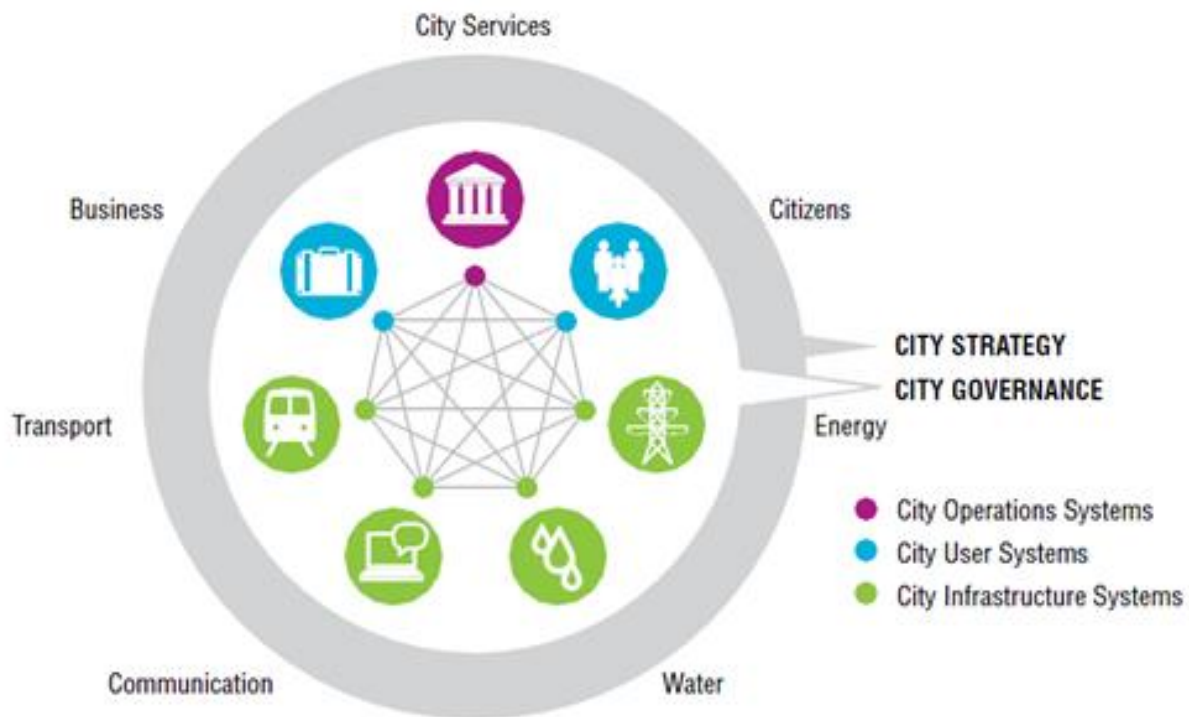 City Services
Business
Citizens
CITY STRATEGY
CITY GOVERNANCE
Transport
Energy
City Operations Systems
City User Systems
City Infrastructure Systems
Communication
Water